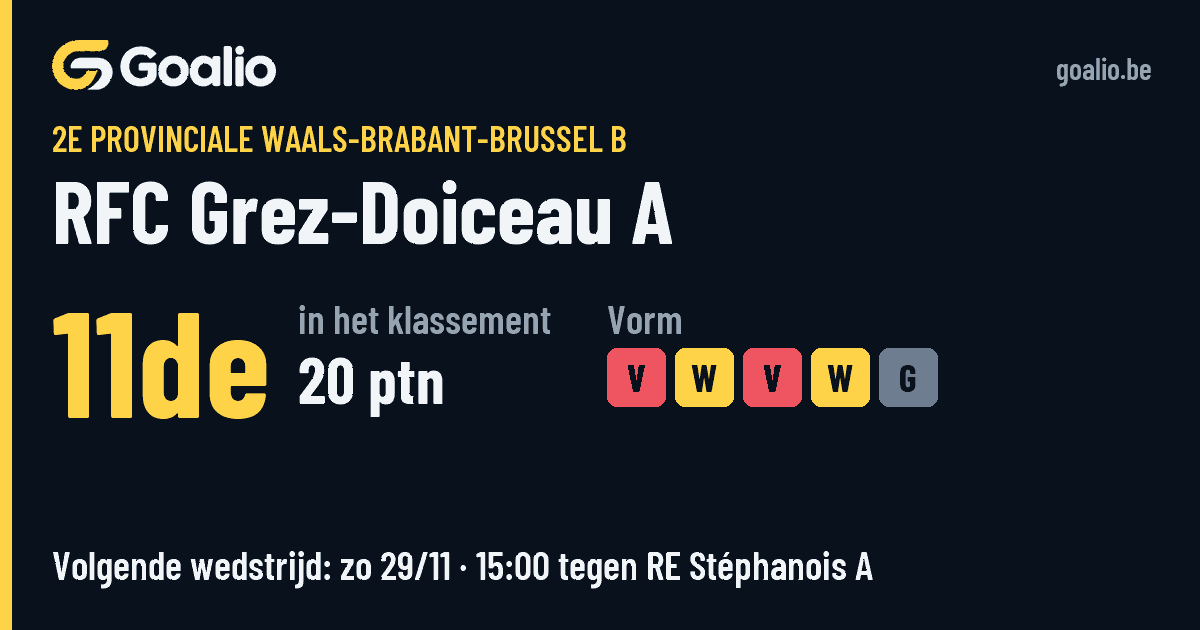 Goalio
goalio.be
2E PROVINCIALE WAALS-BRABANT-BRUSSEL B
RFC Grez-Doiceau A
11de
in het klassement
20 ptn
Vorm
V W V W G
Volgende wedstrijd: zo 29/11 · 15:00 tegen RE Stéphanois A